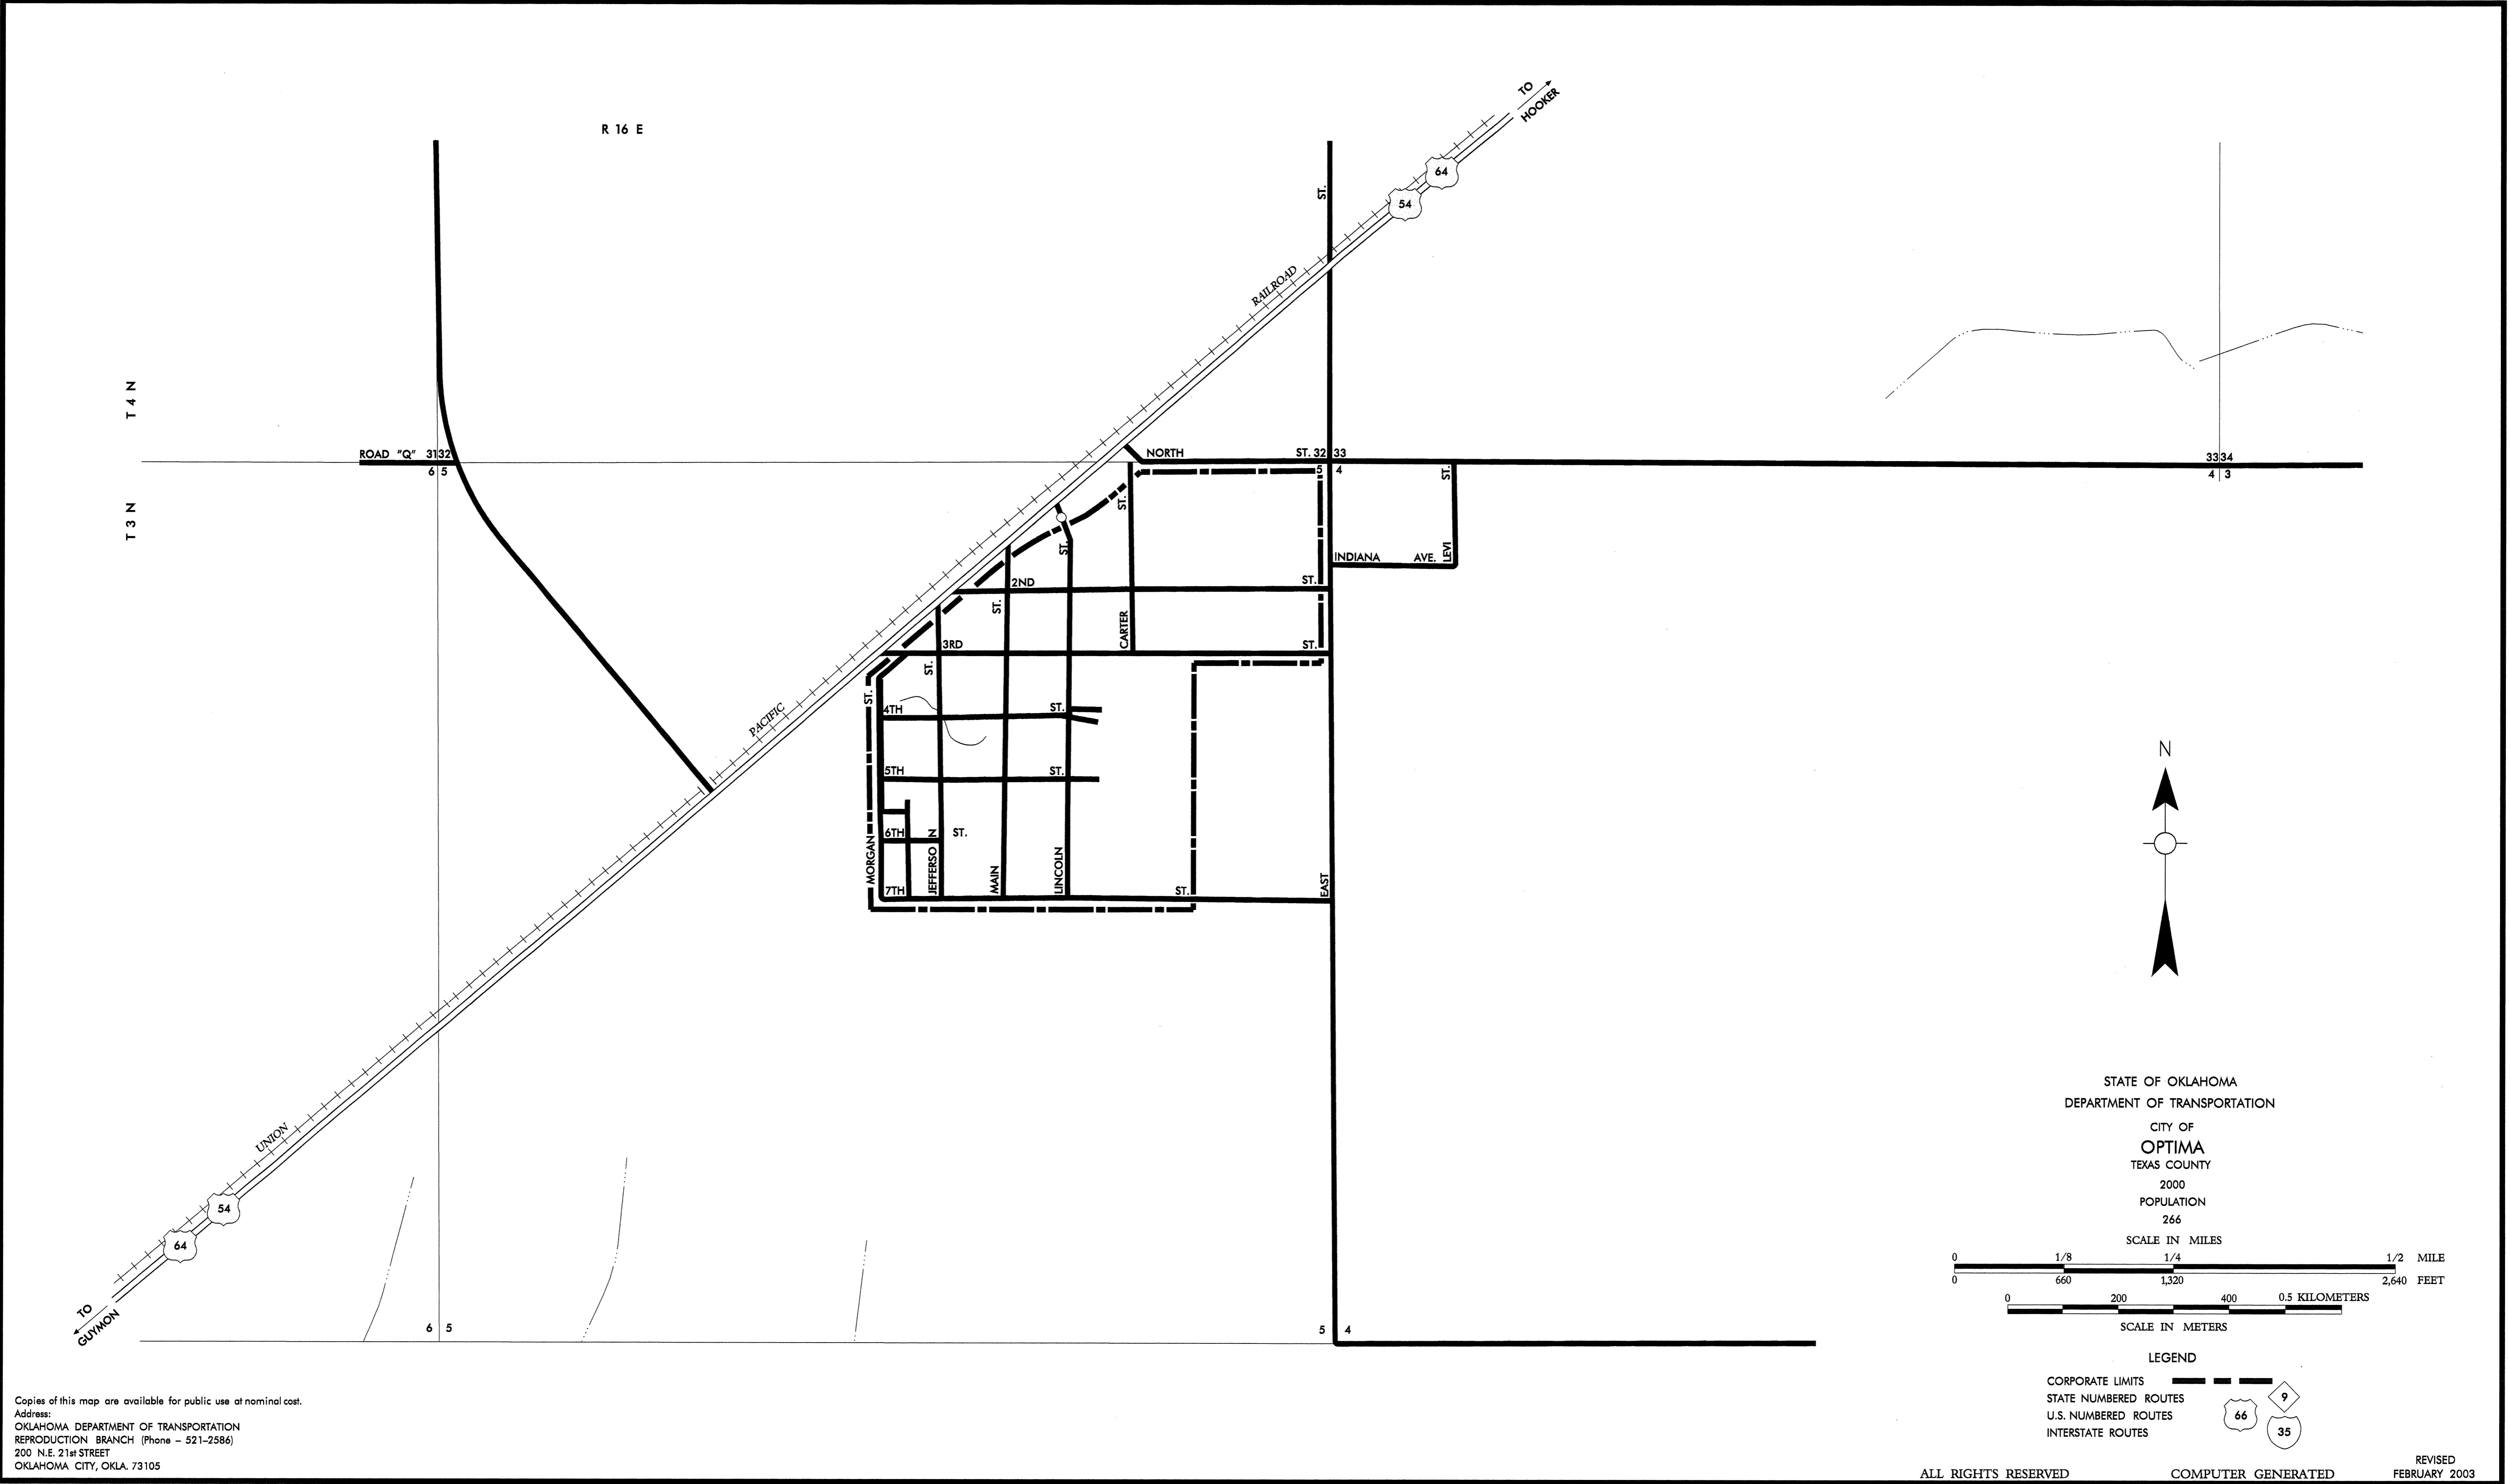 TO
HOOKER
R 16 E
64
54
ST.
RAILROAD
T 4 N
ROAD "Q" 31 32
6 5
NORTH ST. 32 33
5 4
33 34
4 3
T 3 N
ST.
ST.
ST.
INDIANA AVE.
LEVI
2ND ST.
ST.
CARTER
3RD ST.
ST.
ST.
4TH ST.
PACIFIC
5TH ST.
6TH ST.
MORGAN
JEFFERSON
MAIN
LINCOLN
7TH ST.
EAST
N
UNION
54
64
TO
GUYMON
6 5
5 4
STATE OF OKLAHOMA
DEPARTMENT OF TRANSPORTATION
CITY OF
OPTIMA
TEXAS COUNTY
2000
POPULATION
266
SCALE IN MILES
0 1/8 1/4 1/2 MILE
0 660 1,320 2,640 FEET
0 200 400 0.5 KILOMETERS
SCALE IN METERS
LEGEND
CORPORATE LIMITS
STATE NUMBERED ROUTES 9
U.S. NUMBERED ROUTES 66
INTERSTATE ROUTES 35
Copies of this map are available for public use at nominal cost.
Address:
OKLAHOMA DEPARTMENT OF TRANSPORTATION
REPRODUCTION BRANCH (Phone – 521–2586)
200 N.E. 21st STREET
OKLAHOMA CITY, OKLA. 73105
ALL RIGHTS RESERVED
COMPUTER GENERATED
REVISED
FEBRUARY 2003